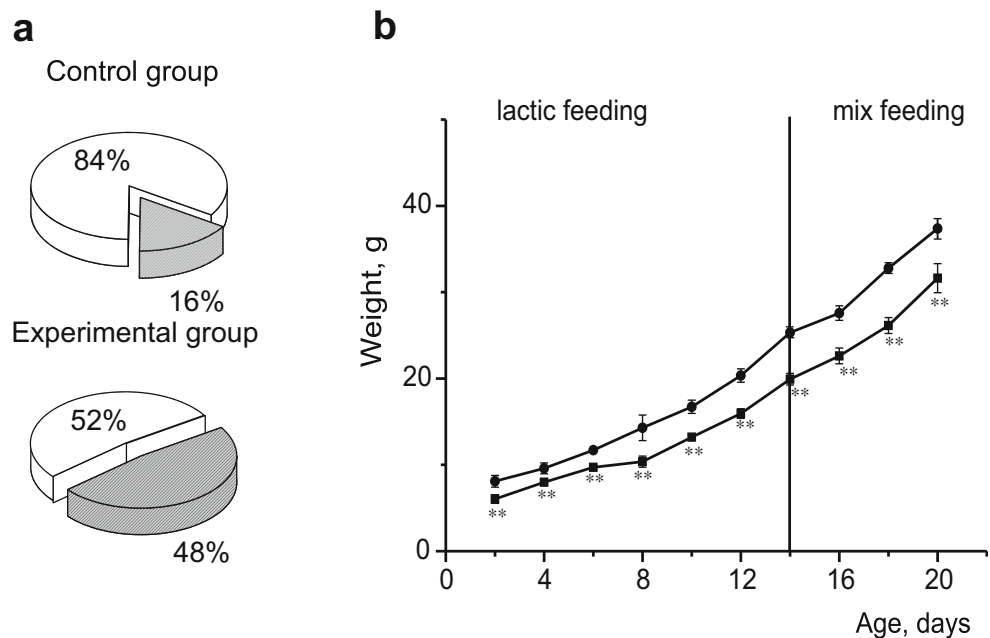 a
Control group
84%
16%
Experimental group
52%
48%
b
lactic feeding
mix feeding
Weight, g
40
20
0
** ** ** ** ** ** ** ** ** **
0 4 8 12 16 20
Age, days